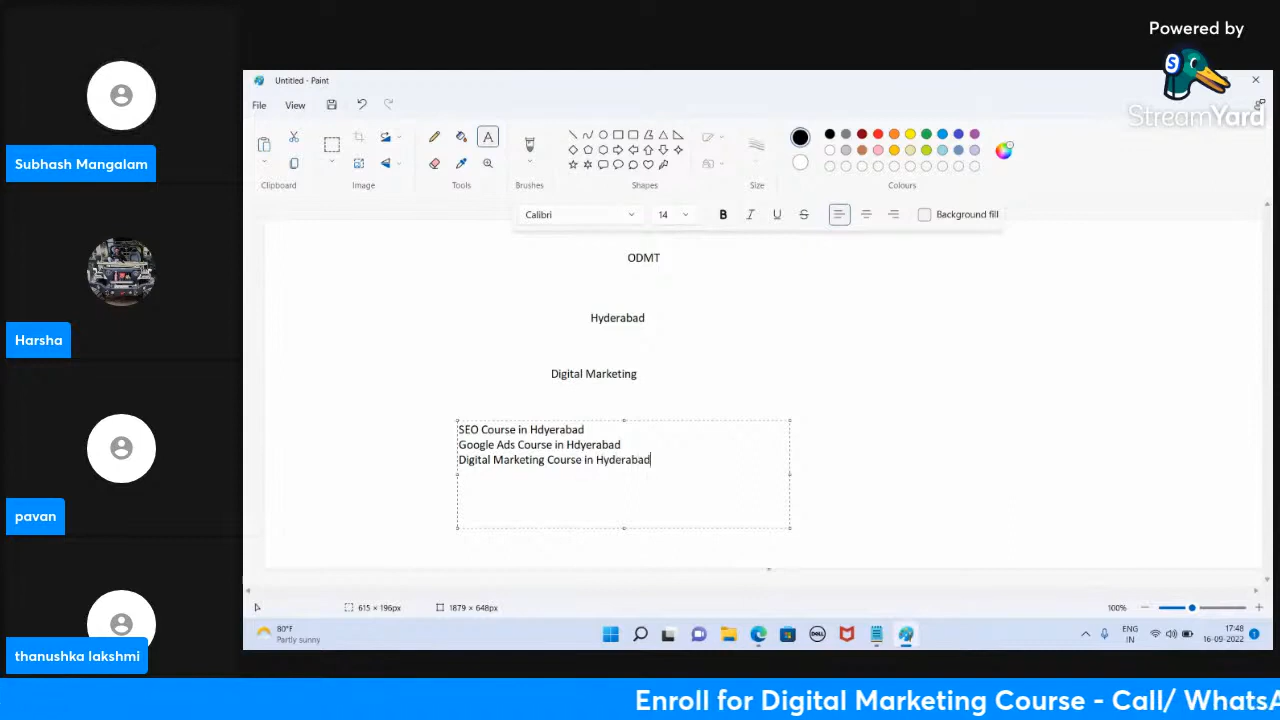 Powered by
StreamYard
Subhash Mangalam
Harsha
pavan
thanushka lakshmi
Untitled - Paint
File
View
Clipboard
Image
Tools
Brushes
Shapes
Size
Colours
Calibri
14
B
I
U
S
Background fill
ODMT
Hyderabad
Digital Marketing
SEO Course in Hdyerabad
Google Ads Course in Hdyerabad
Digital Marketing Course in Hyderabad
615 × 196px
1879 × 648px
100%
80°F
Partly sunny
ENG
IN
17:48
16-09-2022
Enroll for Digital Marketing Course - Call/ WhatsA